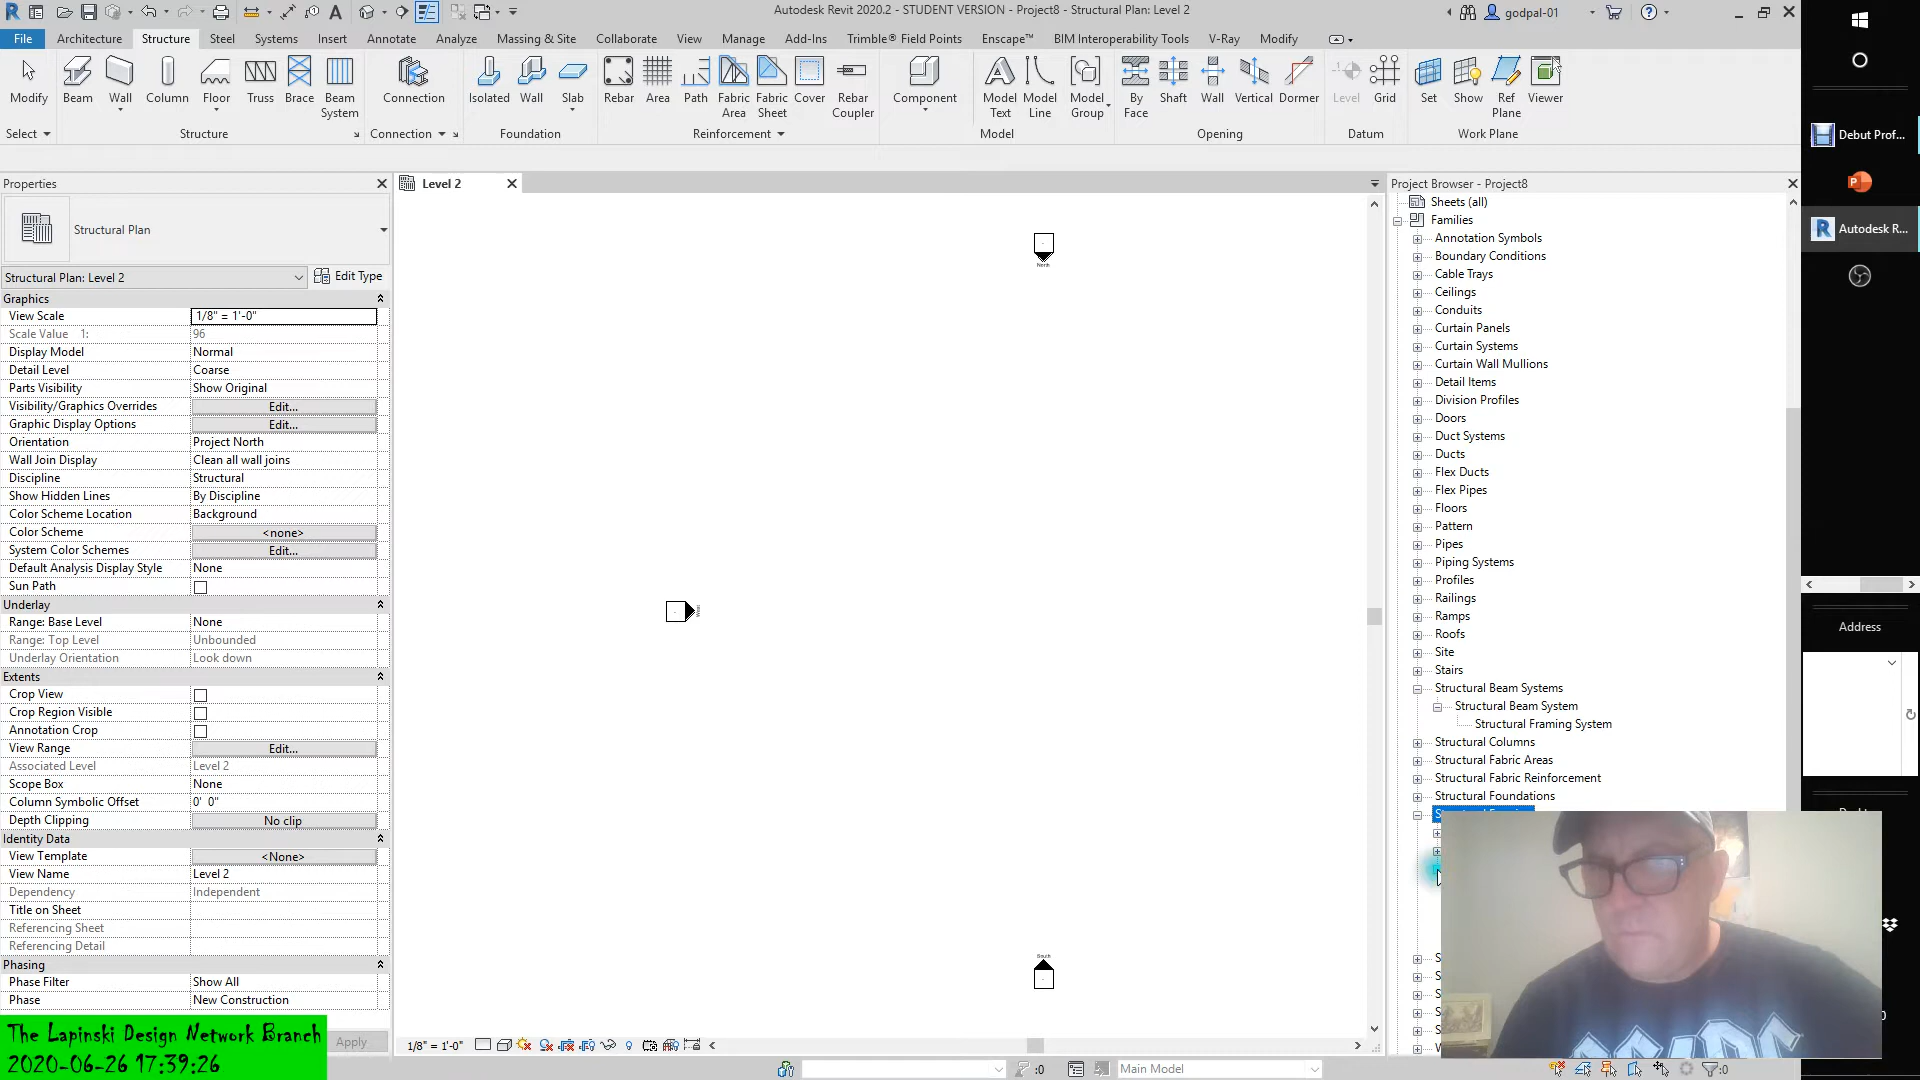 Autodesk Revit 2020.2 - STUDENT VERSION - Project8 - Structural Plan: Level 2
godpal-01
File Architecture Structure Steel Systems Insert Annotate Analyze Massing & Site Collaborate View Manage Add-Ins Trimble® Field Points Enscape™ BIM Interoperability Tools V-Ray Modify
Modify Beam Wall Column Floor Truss Brace Beam System Connection Isolated Wall Slab Rebar Area Path Fabric Area Fabric Sheet Cover Rebar Coupler Component Model Text Model Line Model Group By Face Shaft Wall Vertical Dormer Level Grid Set Show Ref Plane Viewer
Select Structure Connection Foundation Reinforcement Model Opening Datum Work Plane
Debut Prof...
Autodesk R...
Address
Properties
Structural Plan
Structural Plan: Level 2 Edit Type
Graphics
View Scale 1/8" = 1'-0"
Scale Value 1: 96
Display Model Normal
Detail Level Coarse
Parts Visibility Show Original
Visibility/Graphics Overrides Edit...
Graphic Display Options Edit...
Orientation Project North
Wall Join Display Clean all wall joins
Discipline Structural
Show Hidden Lines By Discipline
Color Scheme Location Background
Color Scheme <none>
System Color Schemes Edit...
Default Analysis Display Style None
Sun Path
Underlay
Range: Base Level None
Range: Top Level Unbounded
Underlay Orientation Look down
Extents
Crop View
Crop Region Visible
Annotation Crop
View Range Edit...
Associated Level Level 2
Scope Box None
Column Symbolic Offset 0' 0"
Depth Clipping No clip
Identity Data
View Template <None>
View Name Level 2
Dependency Independent
Title on Sheet
Referencing Sheet
Referencing Detail
Phasing
Phase Filter Show All
Phase New Construction
Apply
The Lapinski Design Network Branch
2020-06-26 17:39:26
Level 2
North
South
1/8" = 1'-0"
:0
Main Model
:0
Project Browser - Project8
Sheets (all)
Families
Annotation Symbols
Boundary Conditions
Cable Trays
Ceilings
Conduits
Curtain Panels
Curtain Systems
Curtain Wall Mullions
Detail Items
Division Profiles
Doors
Duct Systems
Ducts
Flex Ducts
Flex Pipes
Floors
Pattern
Pipes
Piping Systems
Profiles
Railings
Ramps
Roofs
Site
Stairs
Structural Beam Systems
Structural Beam System
Structural Framing System
Structural Columns
Structural Fabric Areas
Structural Fabric Reinforcement
Structural Foundations